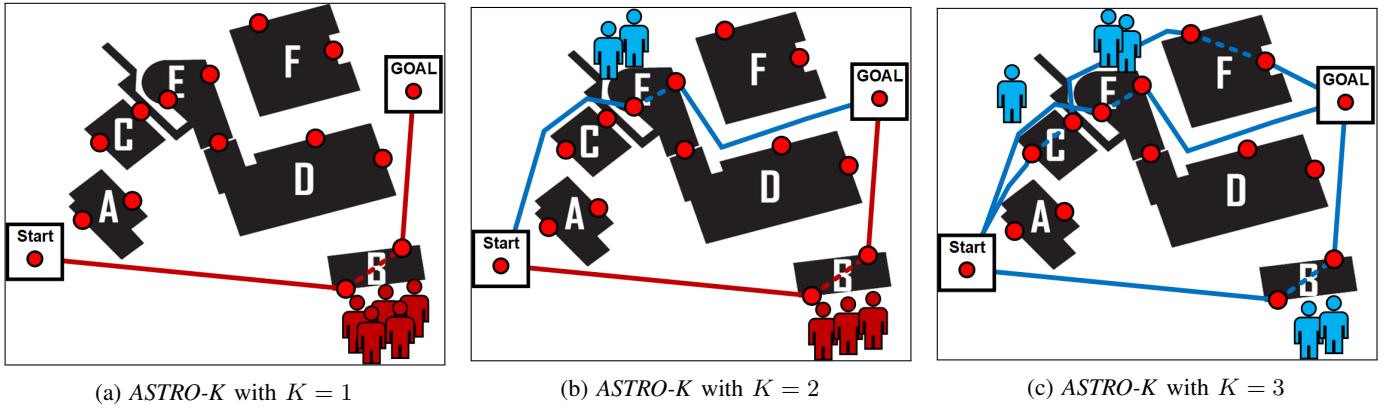 F
GOAL
E
C
D
A
Start
B
F
GOAL
E
C
D
A
Start
B
F
GOAL
E
C
D
A
Start
B
(a) ASTRO-K with K = 1
(b) ASTRO-K with K = 2
(c) ASTRO-K with K = 3